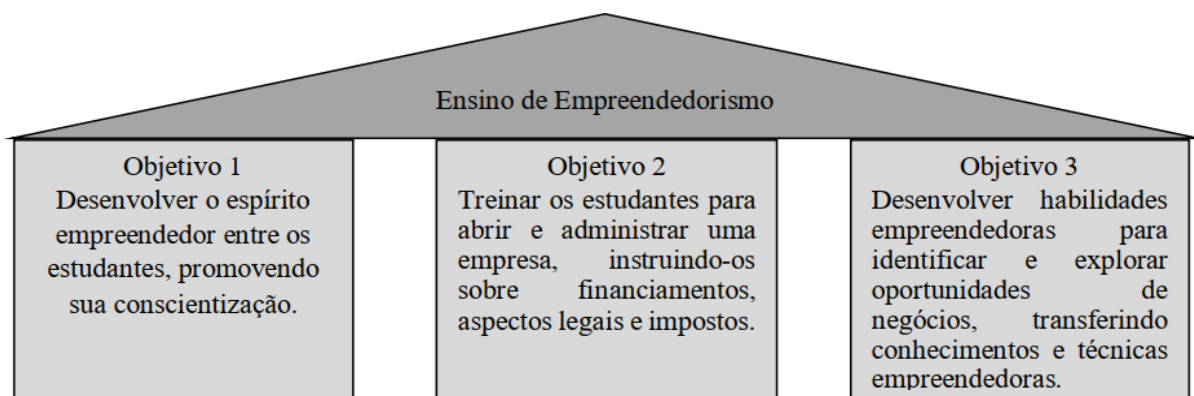 Ensino de Empreendedorismo
Objetivo 1
Desenvolver o espírito
empreendedor entre os
estudantes, promovendo
sua conscientização.
Objetivo 2
Treinar os estudantes para
abrir e administrar uma
empresa, instruindo-os
sobre financiamentos,
aspectos legais e impostos.
Objetivo 3
Desenvolver habilidades
empreendedoras para
identificar e explorar
oportunidades de
negócios, transferindo
conhecimentos e técnicas
empreendedoras.